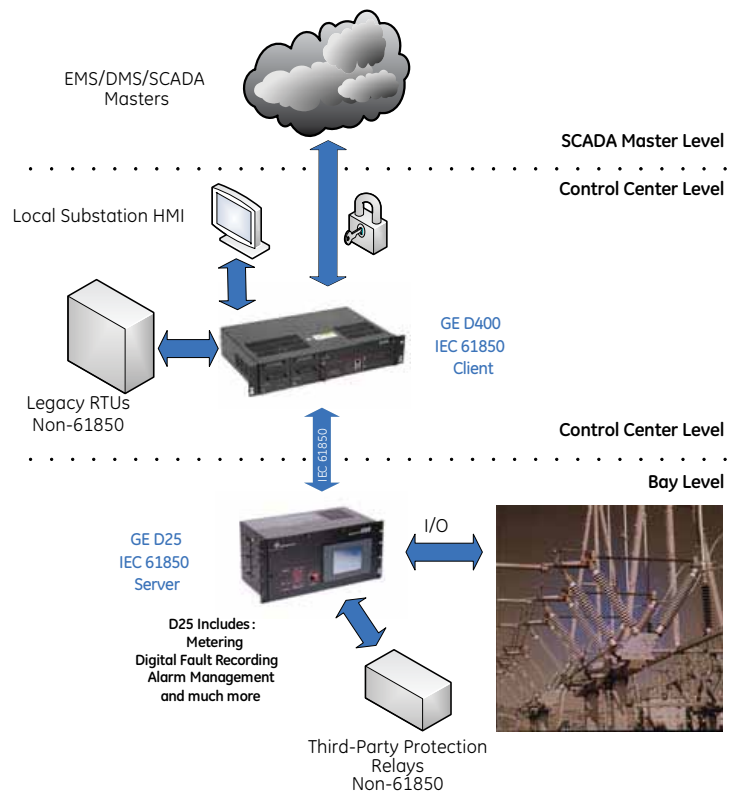 EMS/DMS/SCADA
Masters
SCADA Master Level
Control Center Level
Local Substation HMI
GE D400
IEC 61850
Client
Legacy RTUs
Non-61850
IEC 61850
Control Center Level
Bay Level
I/O
GE D25
IEC 61850
Server
D25 Includes:
Metering
Digital Fault Recording
Alarm Management
and much more
Third-Party Protection
Relays
Non-61850